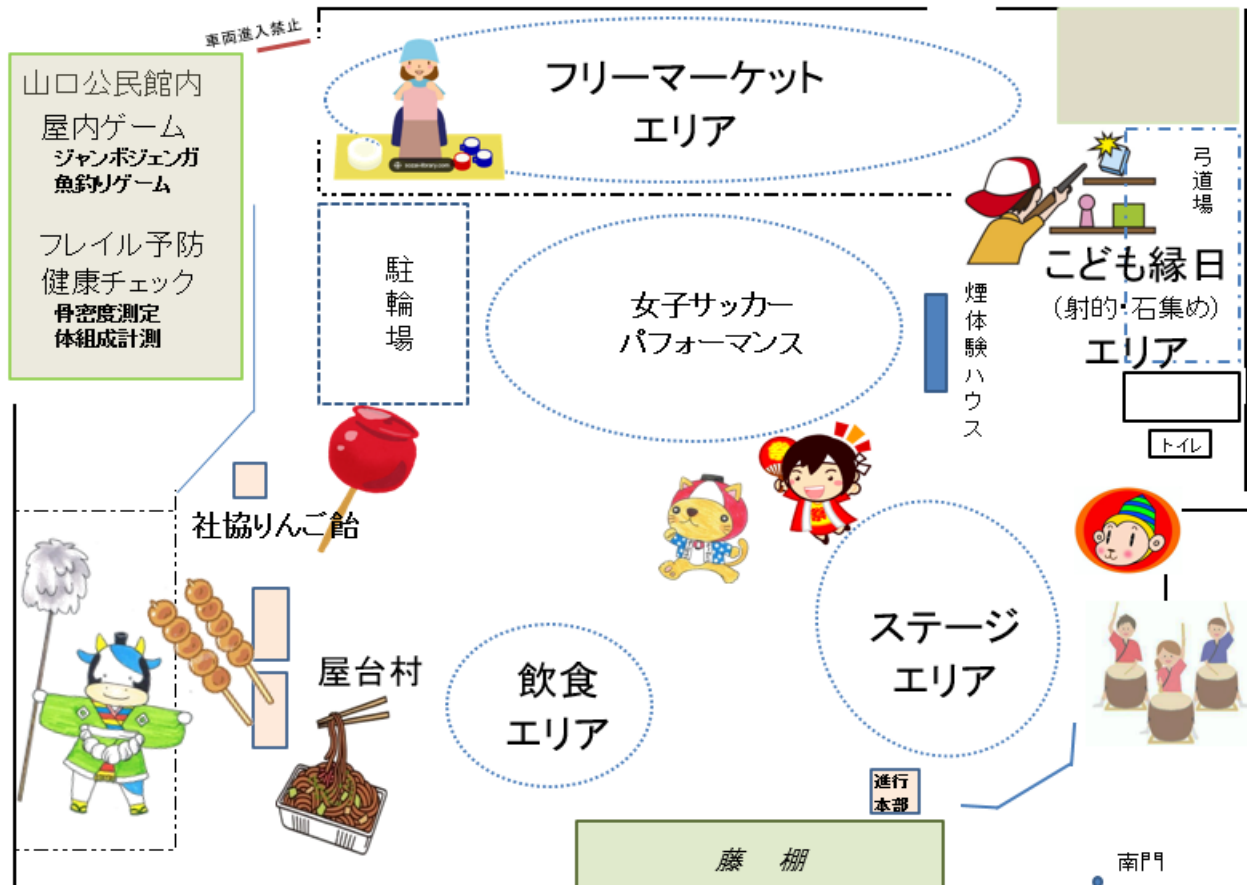 車両進入禁止
山口公民館内
屋内ゲーム
ジャンボジェンガ
魚釣りゲーム
フレイル予防
健康チェック
骨密度測定
体組成計測
フリーマーケット
エリア
弓道場
こども縁日
(射的・石集め)
エリア
駐輪場
女子サッカー
パフォーマンス
煙体験ハウス
トイレ
社協りんご飴
屋台村
飲食
エリア
ステージ
エリア
進行
本部
藤 棚
南門